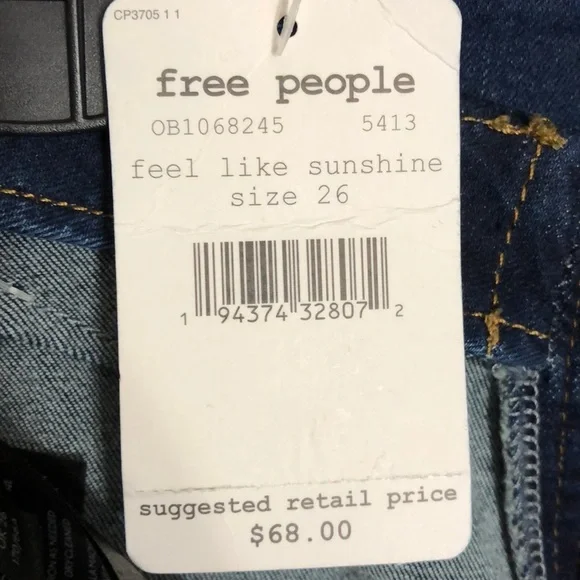 CP3705 1 1
free people
OB1068245 5413
feel like sunshine
size 26
1 94374 32807 2
suggested retail price
$68.00